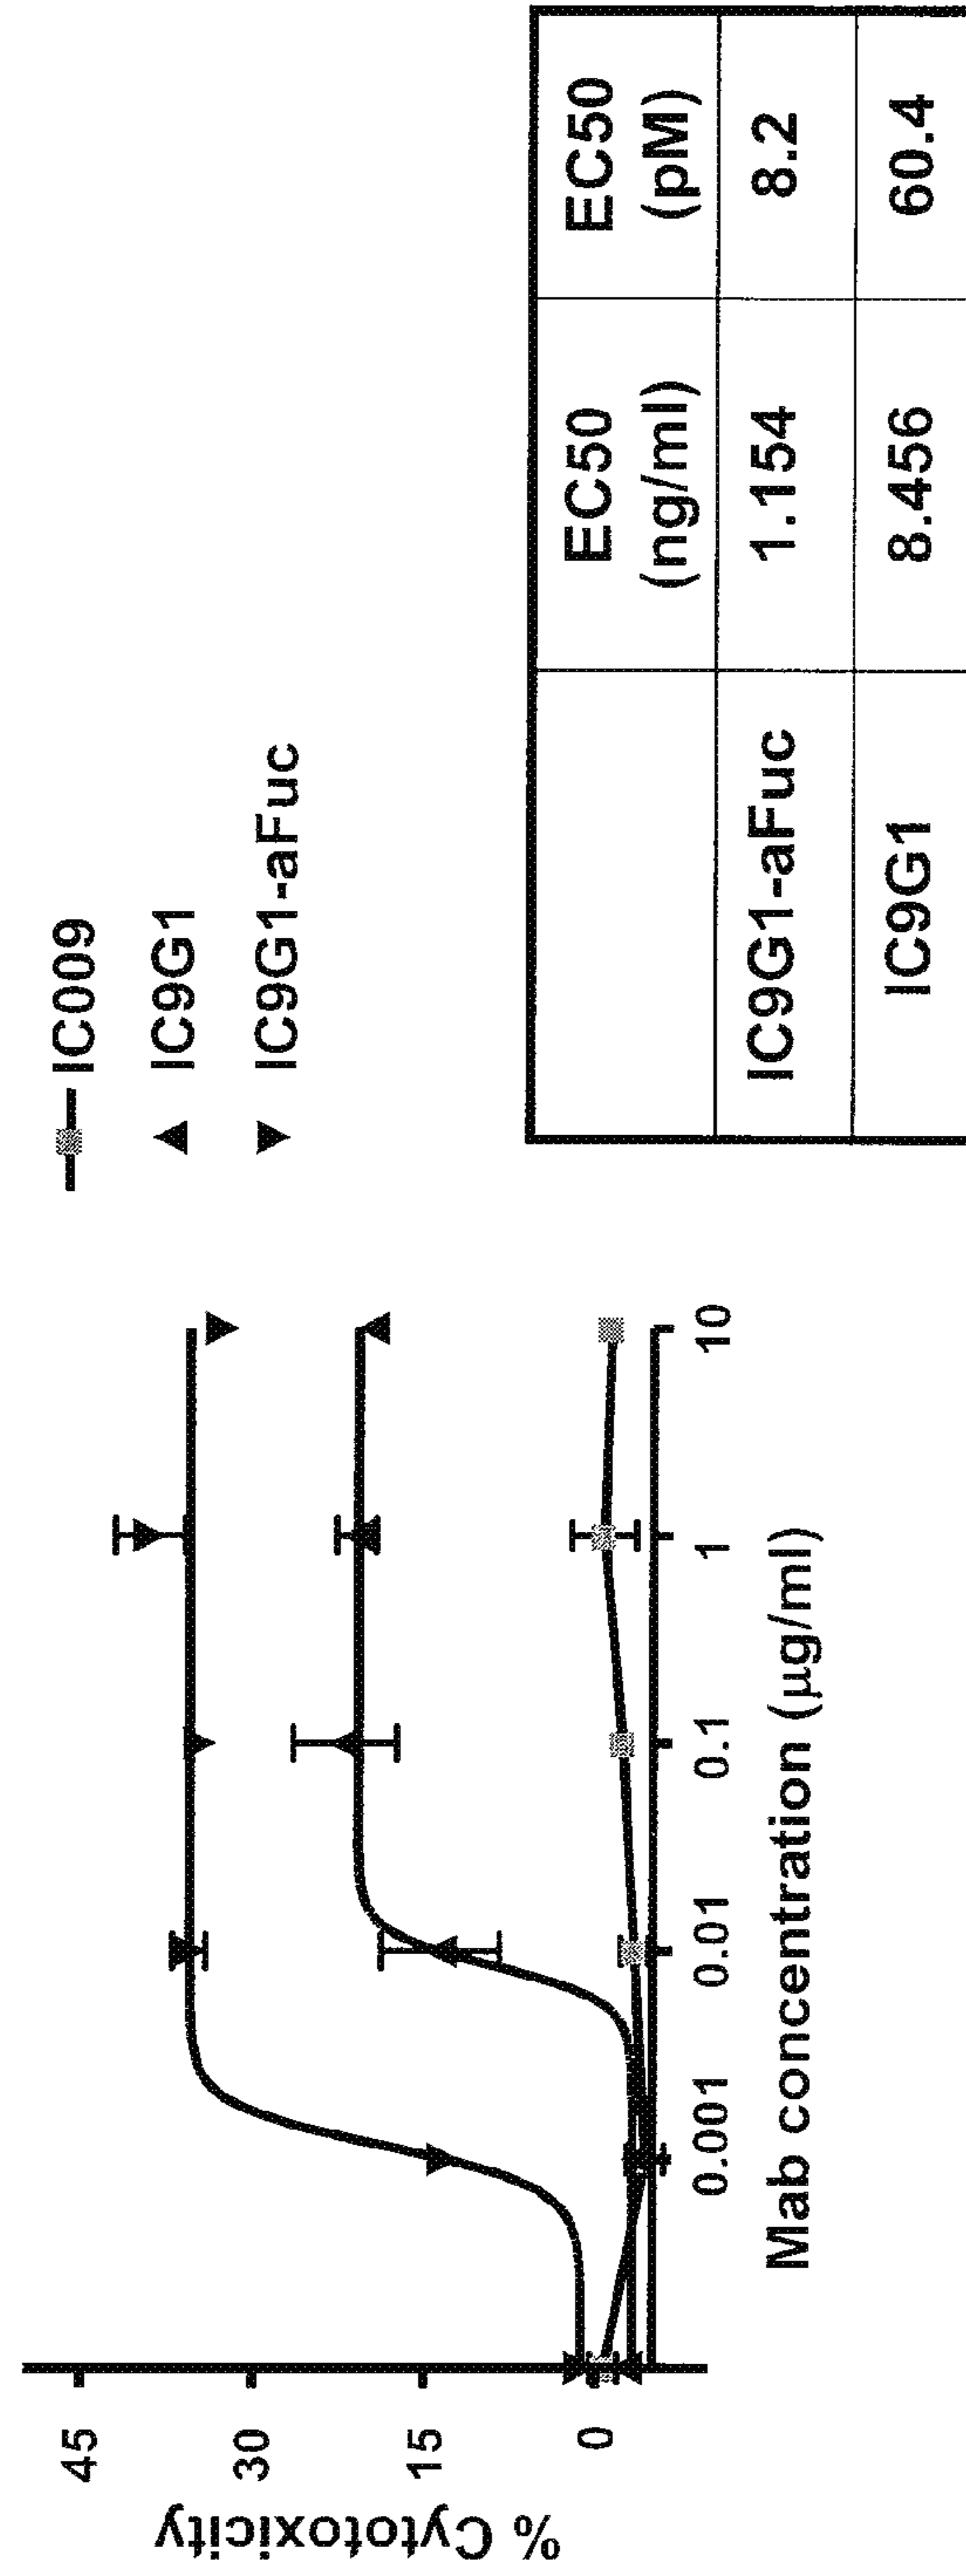 % Cytotoxicity
45
30
15
0
0.001
0.01
0.1
1
10
Mab concentration (µg/ml)
IC009
IC9G1
IC9G1-aFuc
EC50 (ng/ml)
EC50 (pM)
IC9G1-aFuc 1.154 8.2
IC9G1 8.456 60.4